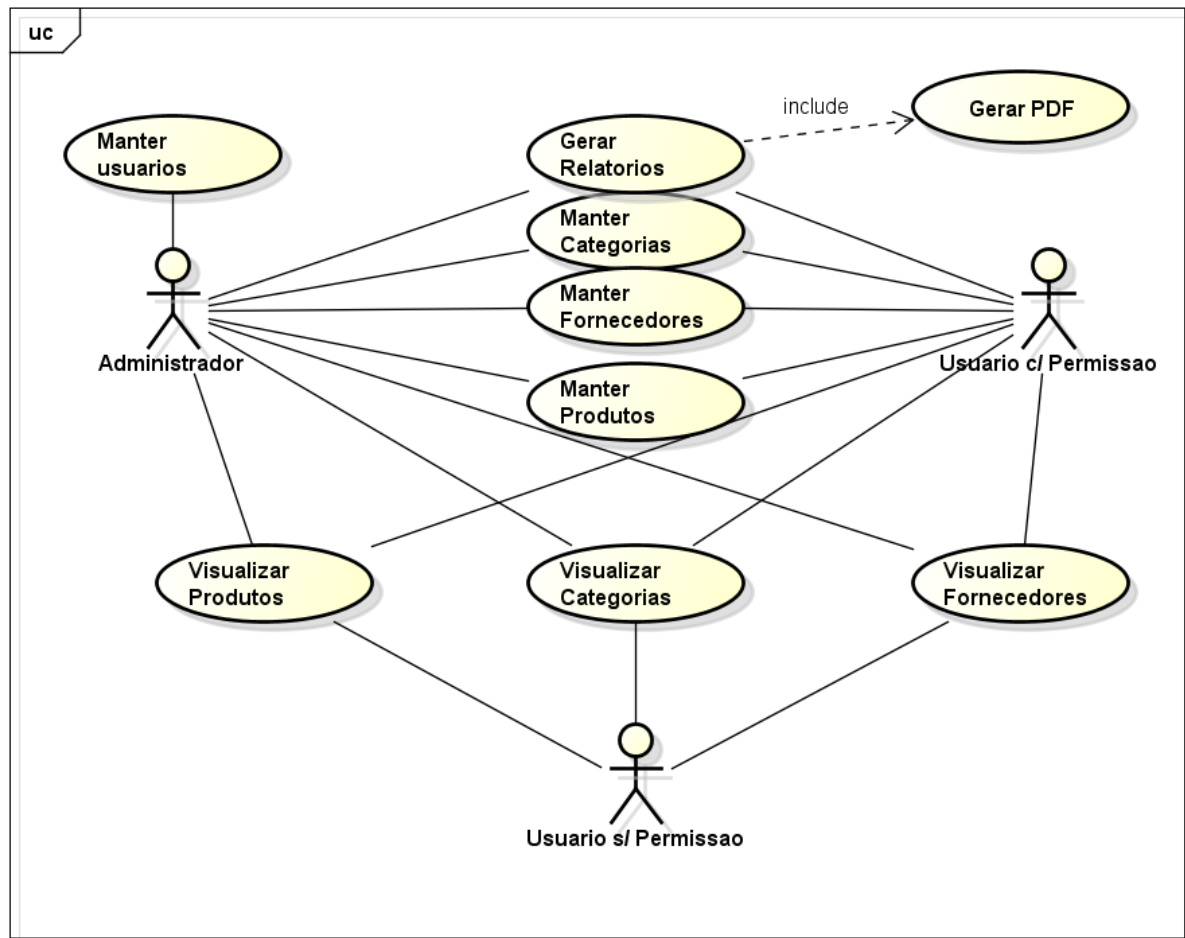 uc
include
Gerar PDF
Manter
usuarios
Gerar
Relatorios
Manter
Categorias
Manter
Fornecedores
Administrador
Usuario c/ Permissao
Manter
Produtos
Visualizar
Produtos
Visualizar
Categorias
Visualizar
Fornecedores
Usuario s/ Permissao